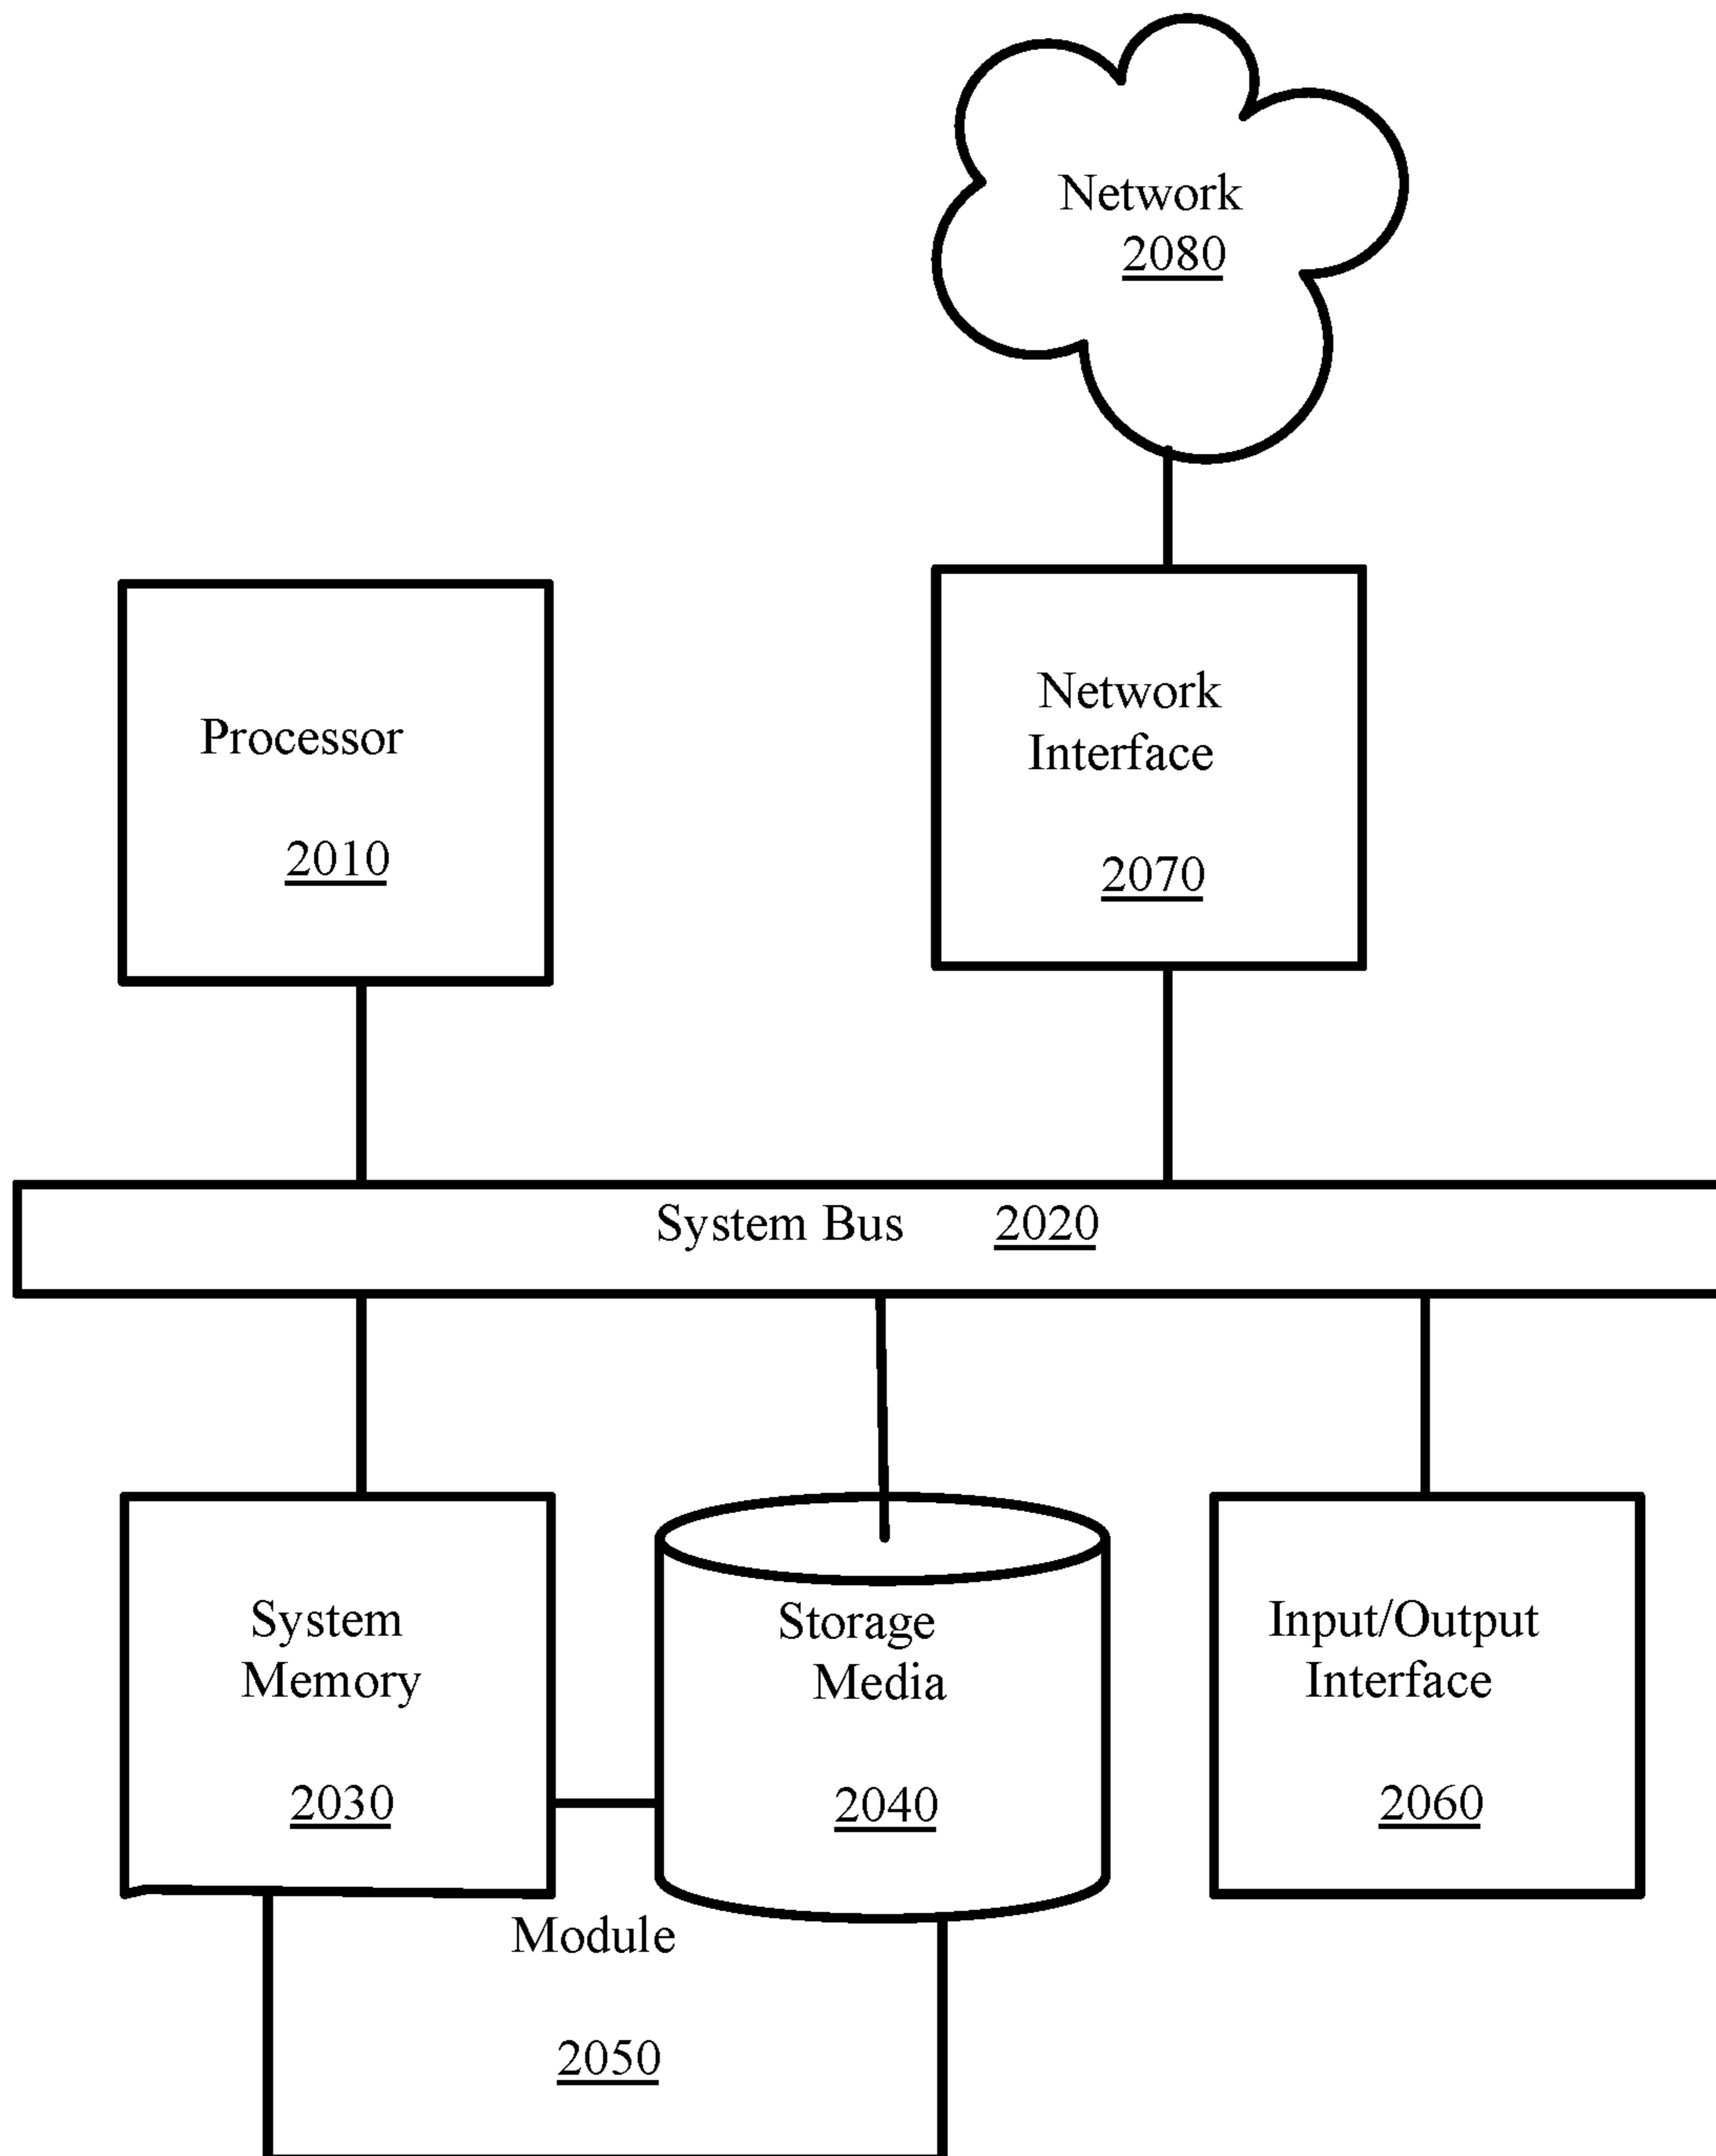 Network
2080
Processor
2010
Network
Interface
2070
System Bus 2020
System
Memory
2030
Storage
Media
2040
Input/Output
Interface
2060
Module
2050